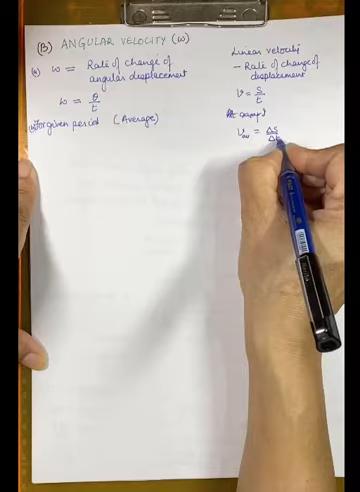 (B) ANGULAR VELOCITY (ω)
(a) ω = Rate of change of
angular displacement
ω = θ/t
(b) For given period (Average)
Linear velocity
- Rate of change of
displacement
v = s/t
v_av = Δs/Δt